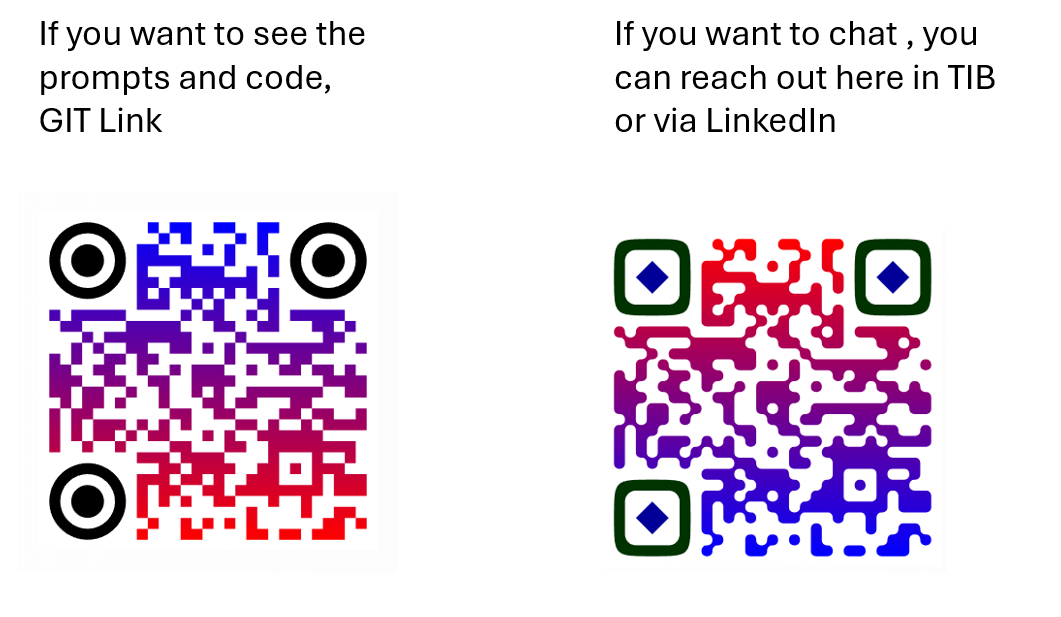 If you want to see the
prompts and code,
GIT Link
If you want to chat , you
can reach out here in TIB
or via LinkedIn